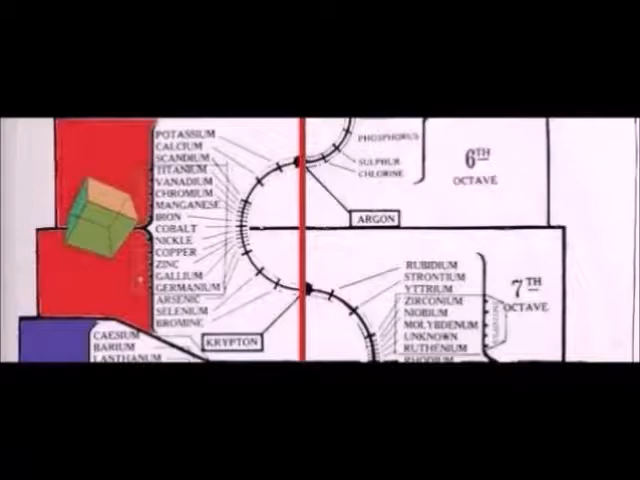 POTASSIUM
CALCIUM
SCANDIUM
TITANIUM
VANADIUM
CHROMIUM
MANGANESE
IRON
COBALT
NICKLE
COPPER
ZINC
GALLIUM
GERMANIUM
ARSENIC
SELENIUM
BROMINE
CAESIUM
BARIUM
LANTHANUM
KRYPTON
PHOSPHORUS
SULPHUR
CHLORINE
6TH
OCTAVE
ARGON
RUBIDIUM
STRONTIUM
YTTRIUM
ZIRCONIUM
NIOBIUM
MOLYBDENUM
UNKNOWN
RUTHENIUM
RHODIUM
7TH
OCTAVE